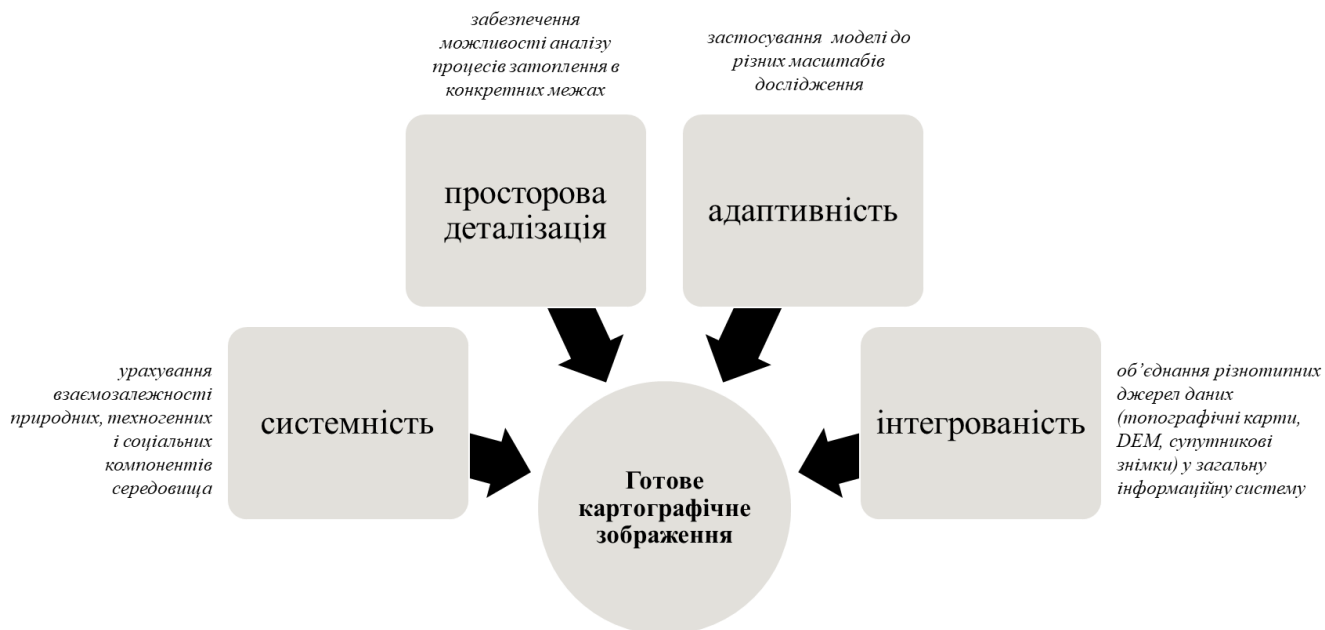 забезпечення
можливості аналізу
процесів затоплення в
конкретних межах
застосування моделі до
різних масштабів
дослідження
просторова
деталізація
адаптивність
урахування
взаємозалежності
природних, техногенних
і соціальних
компонентів
середовища
системність
інтегрованість
об’єднання різнотипних
джерел даних
(топографічні карти,
DEM, супутникові
знімки) у загальну
інформаційну систему
Готове
картографічне
зображення